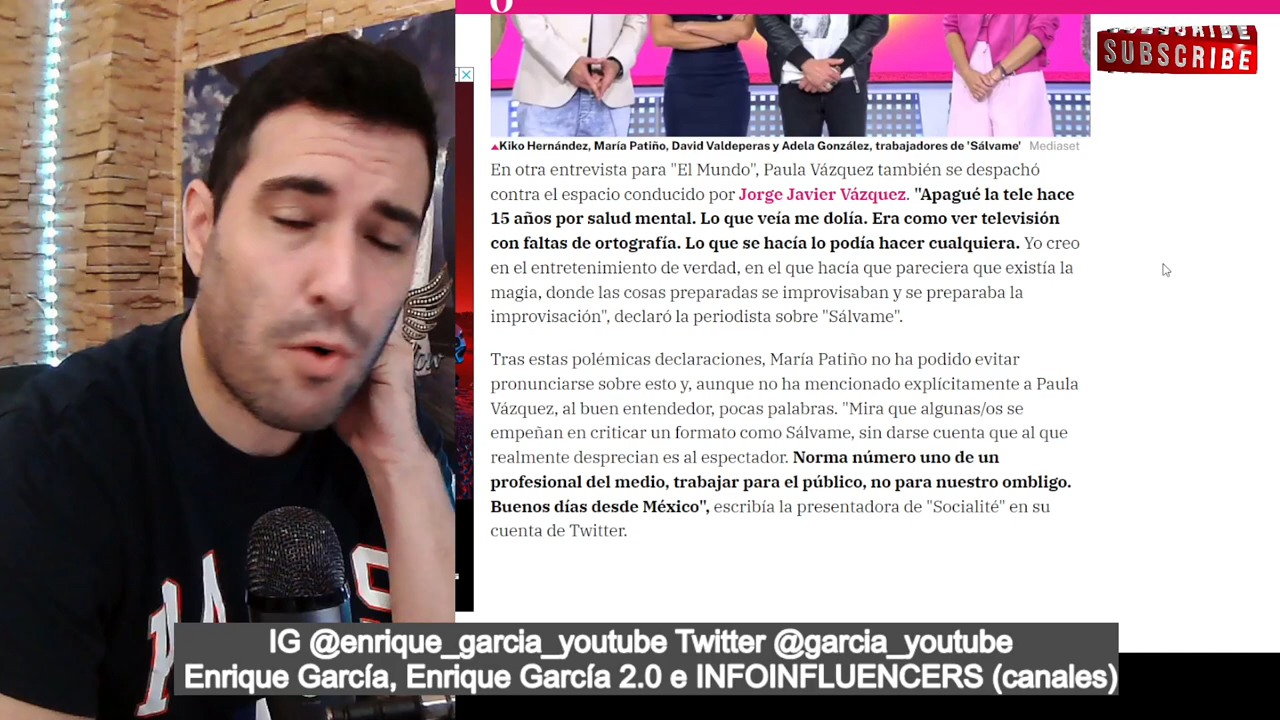 SUBSCRIBE
SUBSCRIBE
Kiko Hernández, María Patiño, David Valdeperas y Adela González, trabajadores de 'Sálvame' Mediaset
En otra entrevista para "El Mundo", Paula Vázquez también se despachó
contra el espacio conducido por Jorge Javier Vázquez. "Apagué la tele hace
15 años por salud mental. Lo que veía me dolía. Era como ver televisión
con faltas de ortografía. Lo que se hacía lo podía hacer cualquiera. Yo creo
en el entretenimiento de verdad, en el que hacía que pareciera que existía la
magia, donde las cosas preparadas se improvisaban y se preparaba la
improvisación", declaró la periodista sobre "Sálvame".
Tras estas polémicas declaraciones, María Patiño no ha podido evitar
pronunciarse sobre esto y, aunque no ha mencionado explícitamente a Paula
Vázquez, al buen entendedor, pocas palabras. "Mira que algunas/os se
empeñan en criticar un formato como Sálvame, sin darse cuenta que al que
realmente desprecian es al espectador. Norma número uno de un
profesional del medio, trabajar para el público, no para nuestro ombligo.
Buenos días desde México", escribía la presentadora de "Socialité" en su
cuenta de Twitter.
IG @enrique_garcia_youtube Twitter @garcia_youtube
Enrique García, Enrique García 2.0 e INFOINFLUENCERS (canales)